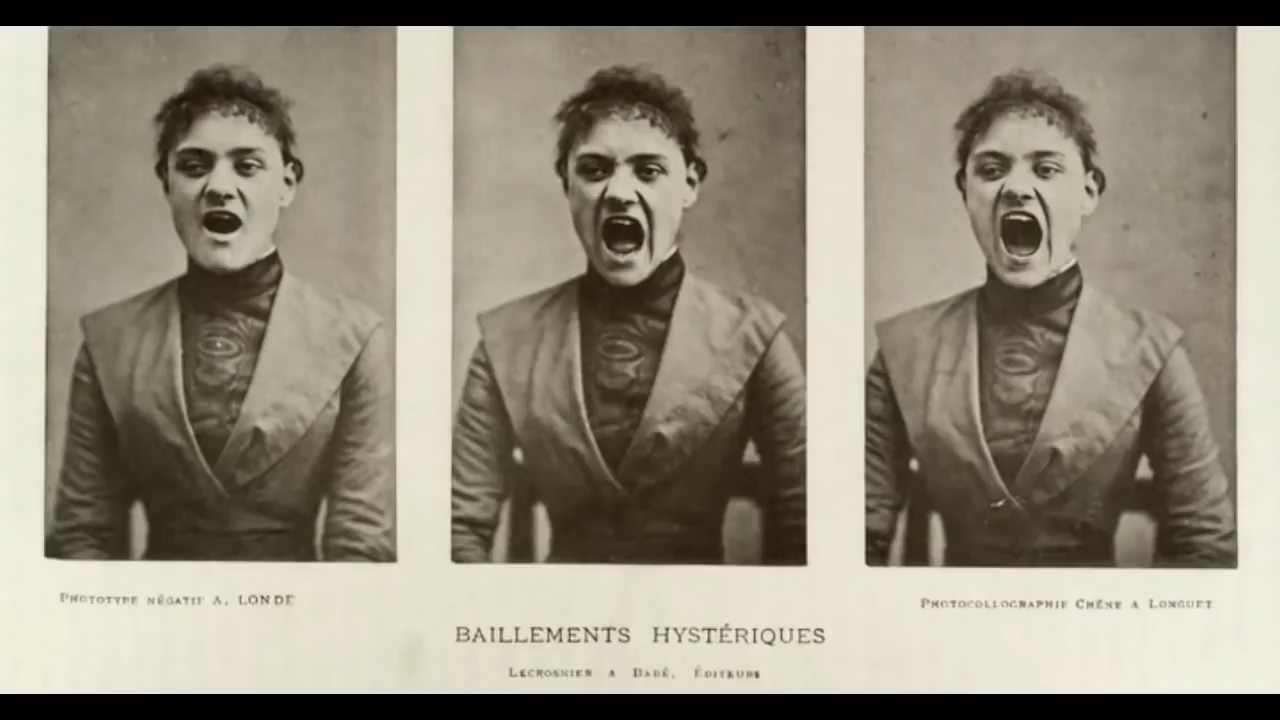 PHOTOTYPE NÉGATIF A. LONDE
PHOTOCOLLOGRAPHIE CHÊNE & LONGUET
BAILLEMENTS HYSTÉRIQUES
LECROSNIER & BABÉ, ÉDITEURS